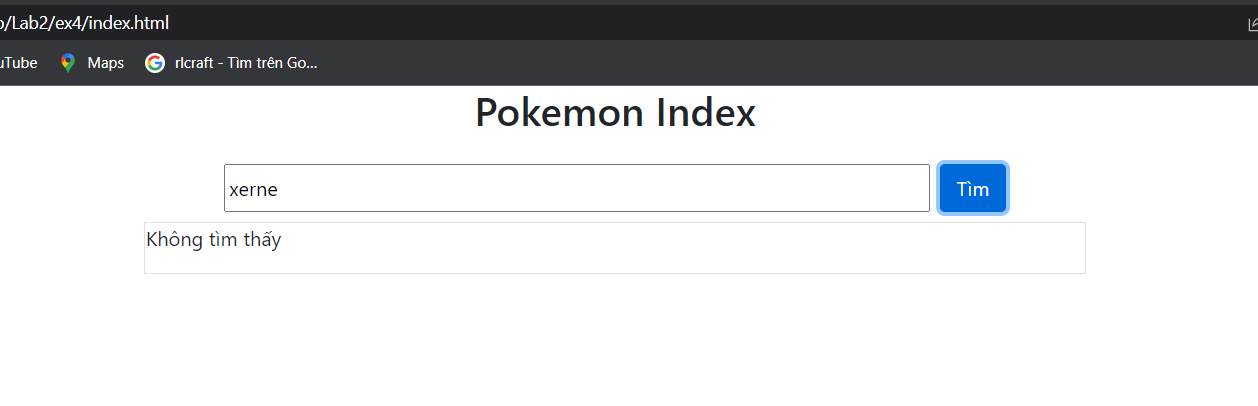 /Lab2/ex4/index.html
uTube Maps rlcraft - Tìm trên Go...
Pokemon Index
xerne Tìm
Không tìm thấy